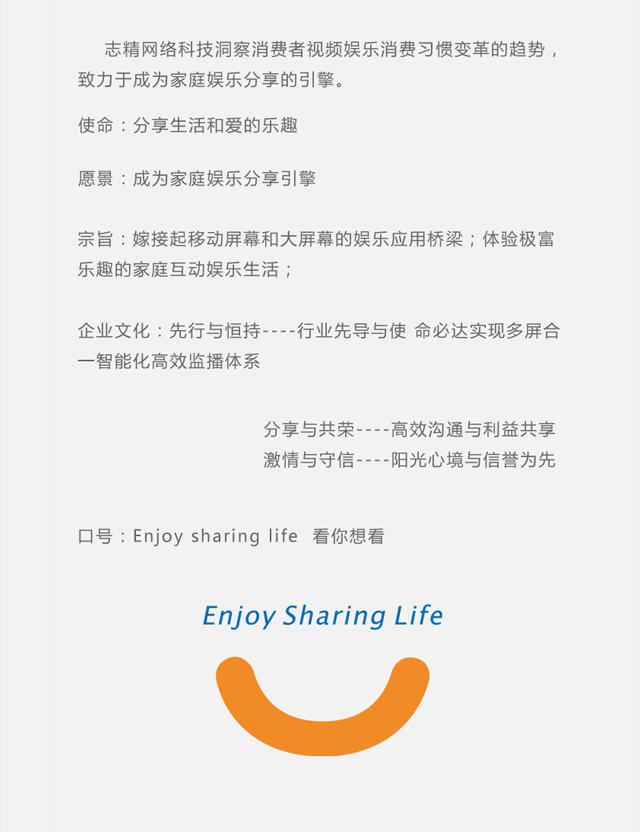 志精网络科技洞察消费者视频娱乐消费习惯变革的趋势，
致力于成为家庭娱乐分享的引擎。
使命：分享生活和爱的乐趣
愿景：成为家庭娱乐分享引擎
宗旨：嫁接起移动屏幕和大屏幕的娱乐应用桥梁；体验极富
乐趣的家庭互动娱乐生活；
企业文化：先行与恒持----行业先导与使 命必达实现多屏合
一智能化高效监播体系
分享与共荣----高效沟通与利益共享
激情与守信----阳光心境与信誉为先
口号：Enjoy sharing life 看你想看
Enjoy Sharing Life